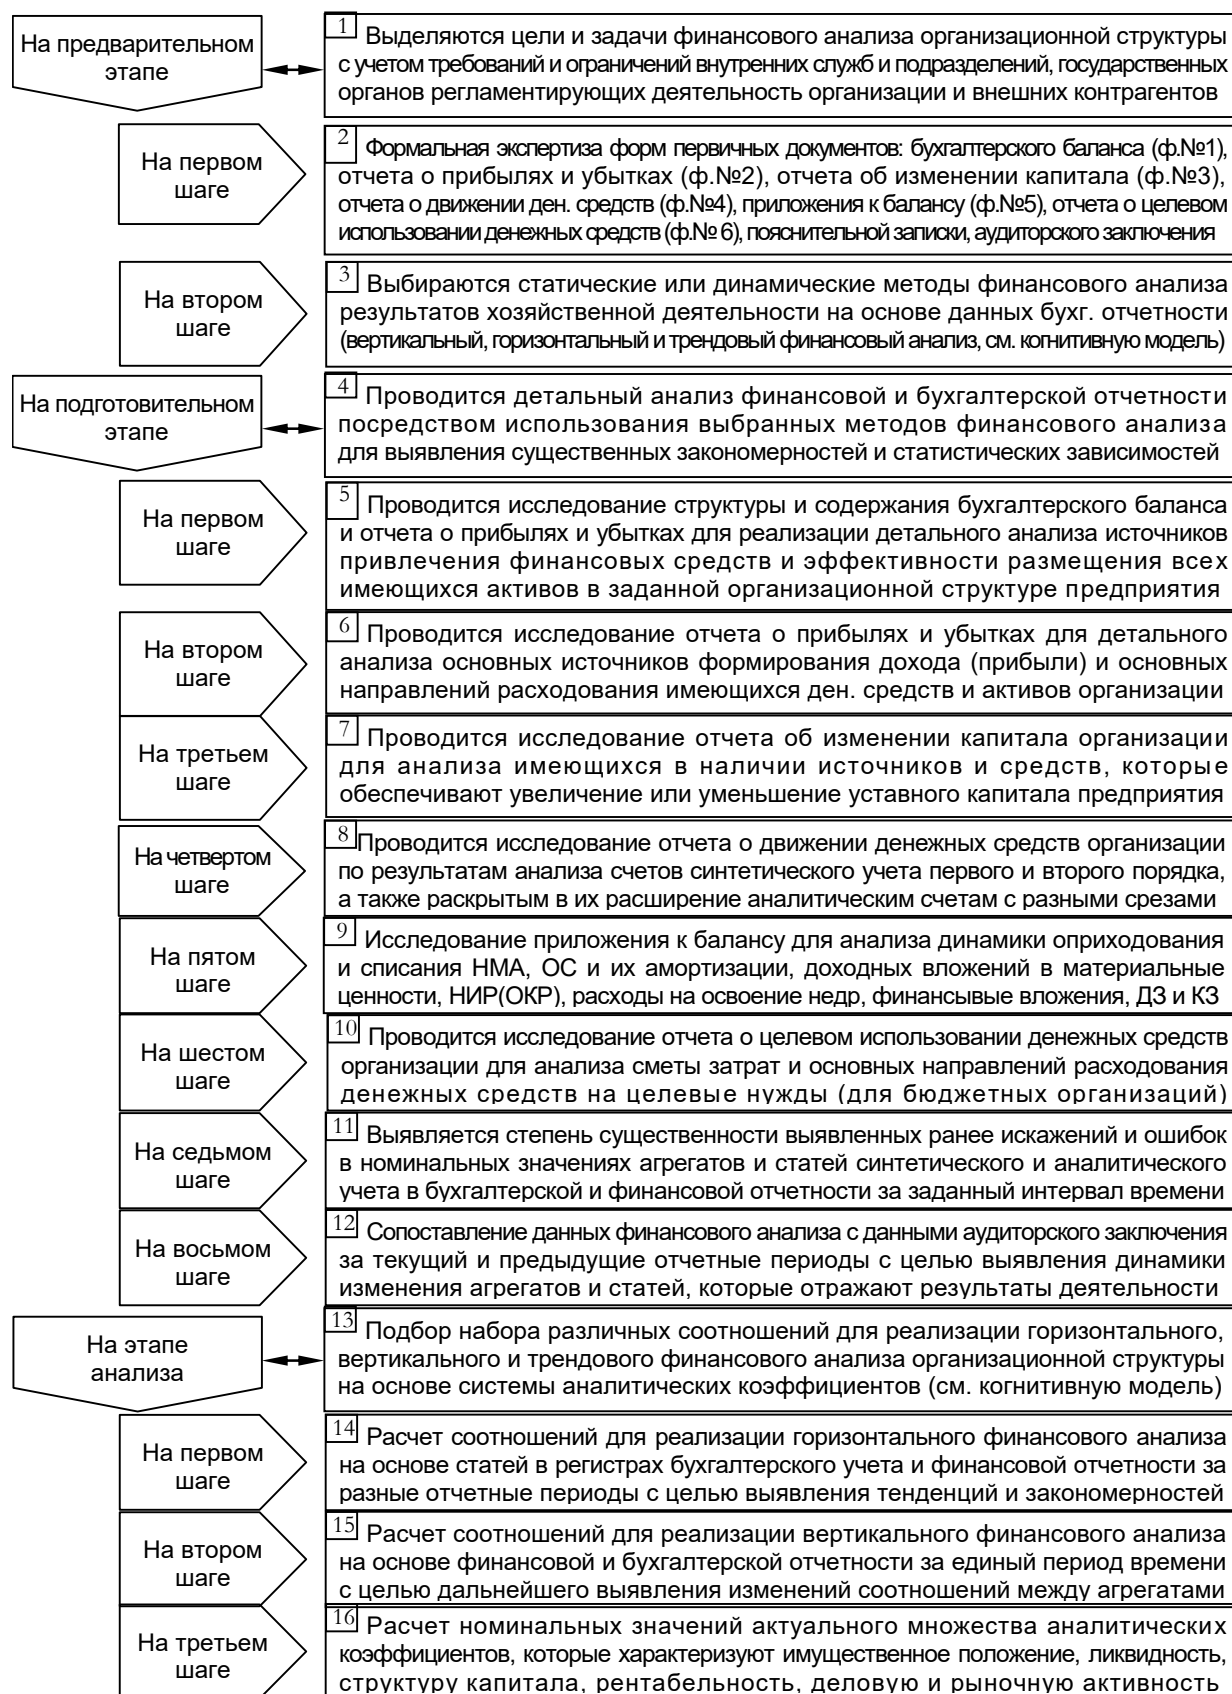 На предварительном
этапе
1
Выделяются цели и задачи финансового анализа организационной структуры
с учетом требований и ограничений внутренних служб и подразделений, государственных
органов регламентирующих деятельность организации и внешних контрагентов
На первом
шаге
2
Формальная экспертиза форм первичных документов: бухгалтерского баланса (ф.№1),
отчета о прибылях и убытках (ф.№2), отчета об изменении капитала (ф.№3),
отчета о движении ден. средств (ф.№4), приложения к балансу (ф.№5), отчета о целевом
использовании денежных средств (ф.№ 6), пояснительной записки, аудиторского заключения
На втором
шаге
3
Выбираются статические или динамические методы финансового анализа
результатов хозяйственной деятельности на основе данных бухг. отчетности
(вертикальный, горизонтальный и трендовый финансовый анализ, см. когнитивную модель)
На подготовительном
этапе
4
Проводится детальный анализ финансовой и бухгалтерской отчетности
посредством использования выбранных методов финансового анализа
для выявления существенных закономерностей и статистических зависимостей
На первом
шаге
5
Проводится исследование структуры и содержания бухгалтерского баланса
и отчета о прибылях и убытках для реализации детального анализа источников
привлечения финансовых средств и эффективности размещения всех
имеющихся активов в заданной организационной структуре предприятия
На втором
шаге
6
Проводится исследование отчета о прибылях и убытках для детального
анализа основных источников формирования дохода (прибыли) и основных
направлений расходования имеющихся ден. средств и активов организации
На третьем
шаге
7
Проводится исследование отчета об изменении капитала организации
для анализа имеющихся в наличии источников и средств, которые
обеспечивают увеличение или уменьшение уставного капитала предприятия
На четвертом
шаге
8
Проводится исследование отчета о движении денежных средств организации
по результатам анализа счетов синтетического учета первого и второго порядка,
а также раскрытым в их расширение аналитическим счетам с разными срезами
На пятом
шаге
9
Исследование приложения к балансу для анализа динамики оприходования
и списания НМА, ОС и их амортизации, доходных вложений в материальные
ценности, НИР(ОКР), расходы на освоение недр, финансывые вложения, ДЗ и КЗ
На шестом
шаге
10
Проводится исследование отчета о целевом использовании денежных средств
организации для анализа сметы затрат и основных направлений расходования
денежных средств на целевые нужды (для бюджетных организаций)
На седьмом
шаге
11
Выявляется степень существенности выявленных ранее искажений и ошибок
в номинальных значениях агрегатов и статей синтетического и аналитического
учета в бухгалтерской и финансовой отчетности за заданный интервал времени
На восьмом
шаге
12
Сопоставление данных финансового анализа с данными аудиторского заключения
за текущий и предыдущие отчетные периоды с целью выявления динамики
изменения агрегатов и статей, которые отражают результаты деятельности
На этапе
анализа
13
Подбор набора различных соотношений для реализации горизонтального,
вертикального и трендового финансового анализа организационной структуры
на основе системы аналитических коэффициентов (см. когнитивную модель)
На первом
шаге
14
Расчет соотношений для реализации горизонтального финансового анализа
на основе статей в регистрах бухгалтерского учета и финансовой отчетности за
разные отчетные периоды с целью выявления тенденций и закономерностей
На втором
шаге
15
Расчет соотношений для реализации вертикального финансового анализа
на основе финансовой и бухгалтерской отчетности за единый период времени
с целью дальнейшего выявления изменений соотношений между агрегатами
На третьем
шаге
16
Расчет номинальных значений актуального множества аналитических
коэффициентов, которые характеризуют имущественное положение, ликвидность,
структуру капитала, рентабельность, деловую и рыночную активность